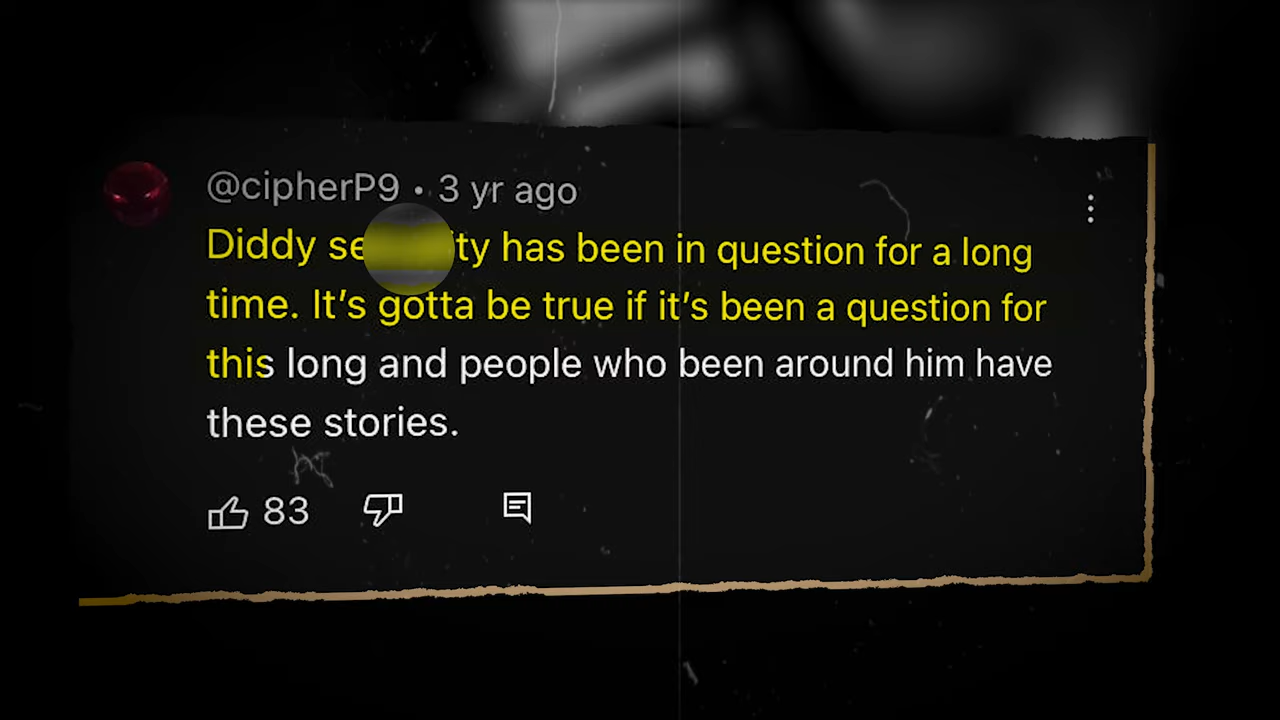 @cipherP9 • 3 yr ago
Diddy has been in question for a long
time. It's gotta be true if it's been a question for
this long and people who been around him have
these stories.
83